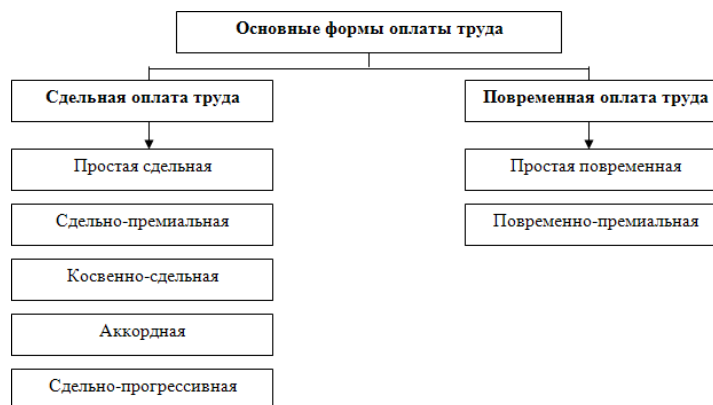 Основные формы оплаты труда
Сдельная оплата труда
Повременная оплата труда
Простая сдельная
Простая повременная
Сдельно-премиальная
Повременно-премиальная
Косвенно-сдельная
Аккордная
Сдельно-прогрессивная